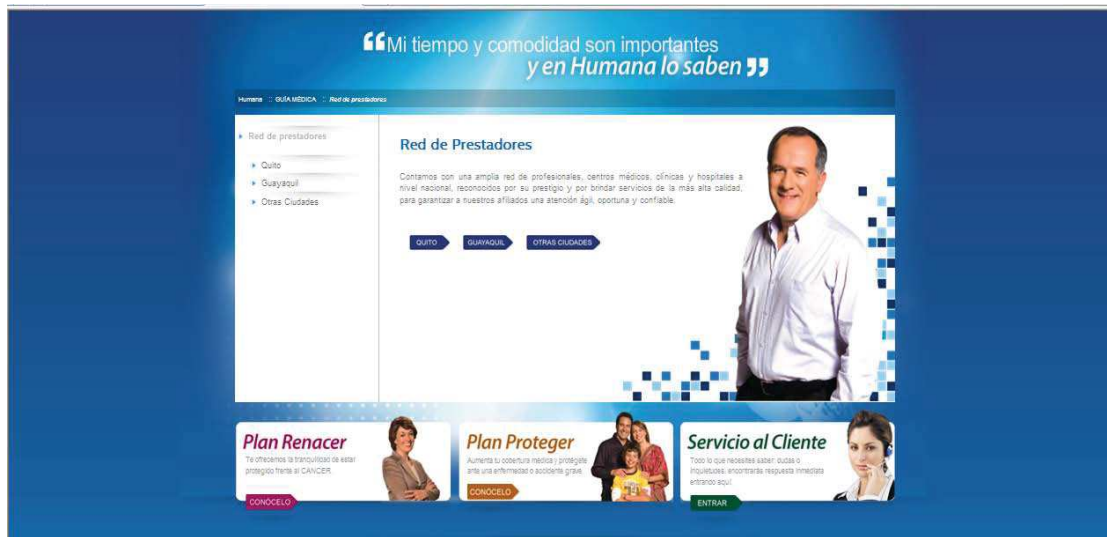 “Mi tiempo y comodidad son importantes
y en Humana lo saben”
Humana :: GUÍA MÉDICA :: Red de prestadores
Red de prestadores
Quito
Guayaquil
Otras Ciudades
Red de Prestadores
Contamos con una amplia red de profesionales, centros médicos, clínicas y hospitales a
nivel nacional, reconocidos por su prestigio y por brindar servicios de la más alta calidad,
para garantizar a nuestros afiliados una atención ágil, oportuna y confiable.
QUITO GUAYAQUIL OTRAS CIUDADES
Plan Renacer
Te ofrecemos la tranquilidad de estar
protegido frente al CÁNCER
CONÓCELO
Plan Proteger
Aumenta tu cobertura médica y protégete
ante una enfermedad o accidente grave
CONÓCELO
Servicio al Cliente
Todo lo que necesites saber, dudas o
inquietudes, encontrarás respuesta inmediata
entrando aquí
ENTRAR